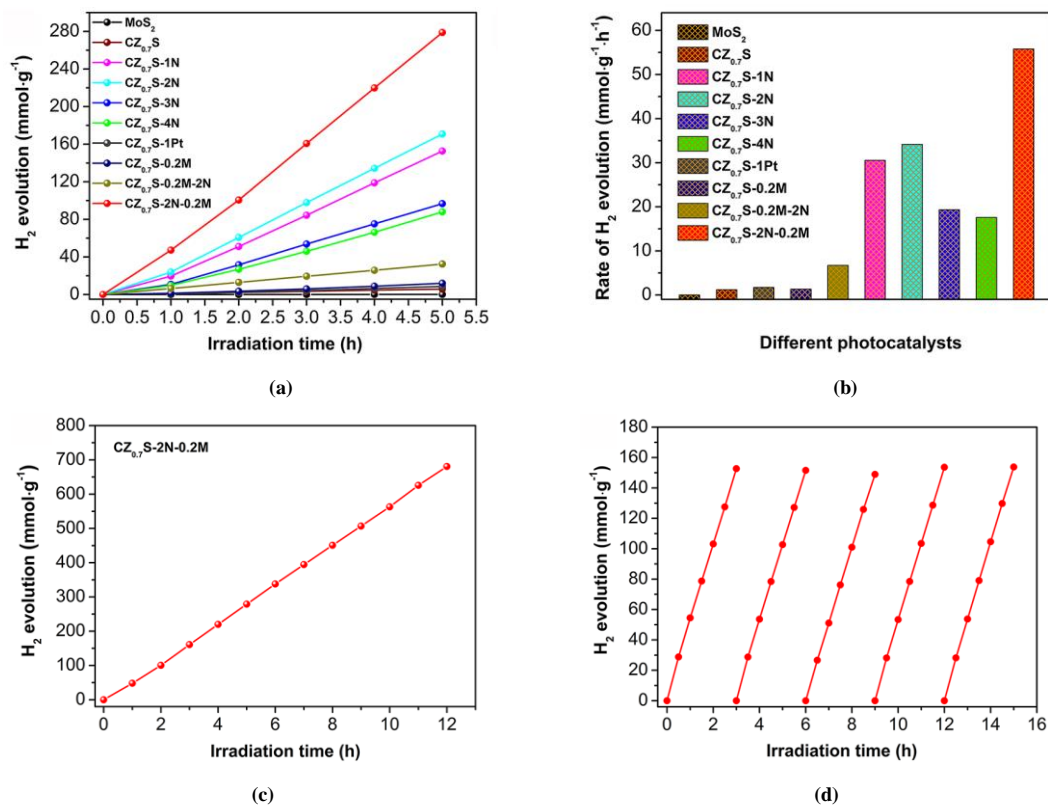 MoS₂
CZ₀.₇S
CZ₀.₇S-1N
CZ₀.₇S-2N
CZ₀.₇S-3N
CZ₀.₇S-4N
CZ₀.₇S-1Pt
CZ₀.₇S-0.2M
CZ₀.₇S-0.2M-2N
CZ₀.₇S-2N-0.2M
H₂ evolution (mmol·g⁻¹)
280
240
200
160
120
80
40
0
0.0 0.5 1.0 1.5 2.0 2.5 3.0 3.5 4.0 4.5 5.0 5.5
Irradiation time (h)
(a)
MoS₂
CZ₀.₇S
CZ₀.₇S-1N
CZ₀.₇S-2N
CZ₀.₇S-3N
CZ₀.₇S-4N
CZ₀.₇S-1Pt
CZ₀.₇S-0.2M
CZ₀.₇S-0.2M-2N
CZ₀.₇S-2N-0.2M
Rate of H₂ evolution (mmol·g⁻¹·h⁻¹)
60
50
40
30
20
10
0
Different photocatalysts
(b)
CZ₀.₇S-2N-0.2M
H₂ evolution (mmol·g⁻¹)
800
700
600
500
400
300
200
100
0
0 2 4 6 8 10 12
Irradiation time (h)
(c)
H₂ evolution (mmol·g⁻¹)
180
160
140
120
100
80
60
40
20
0
0 2 4 6 8 10 12 14 16
Irradiation time (h)
(d)